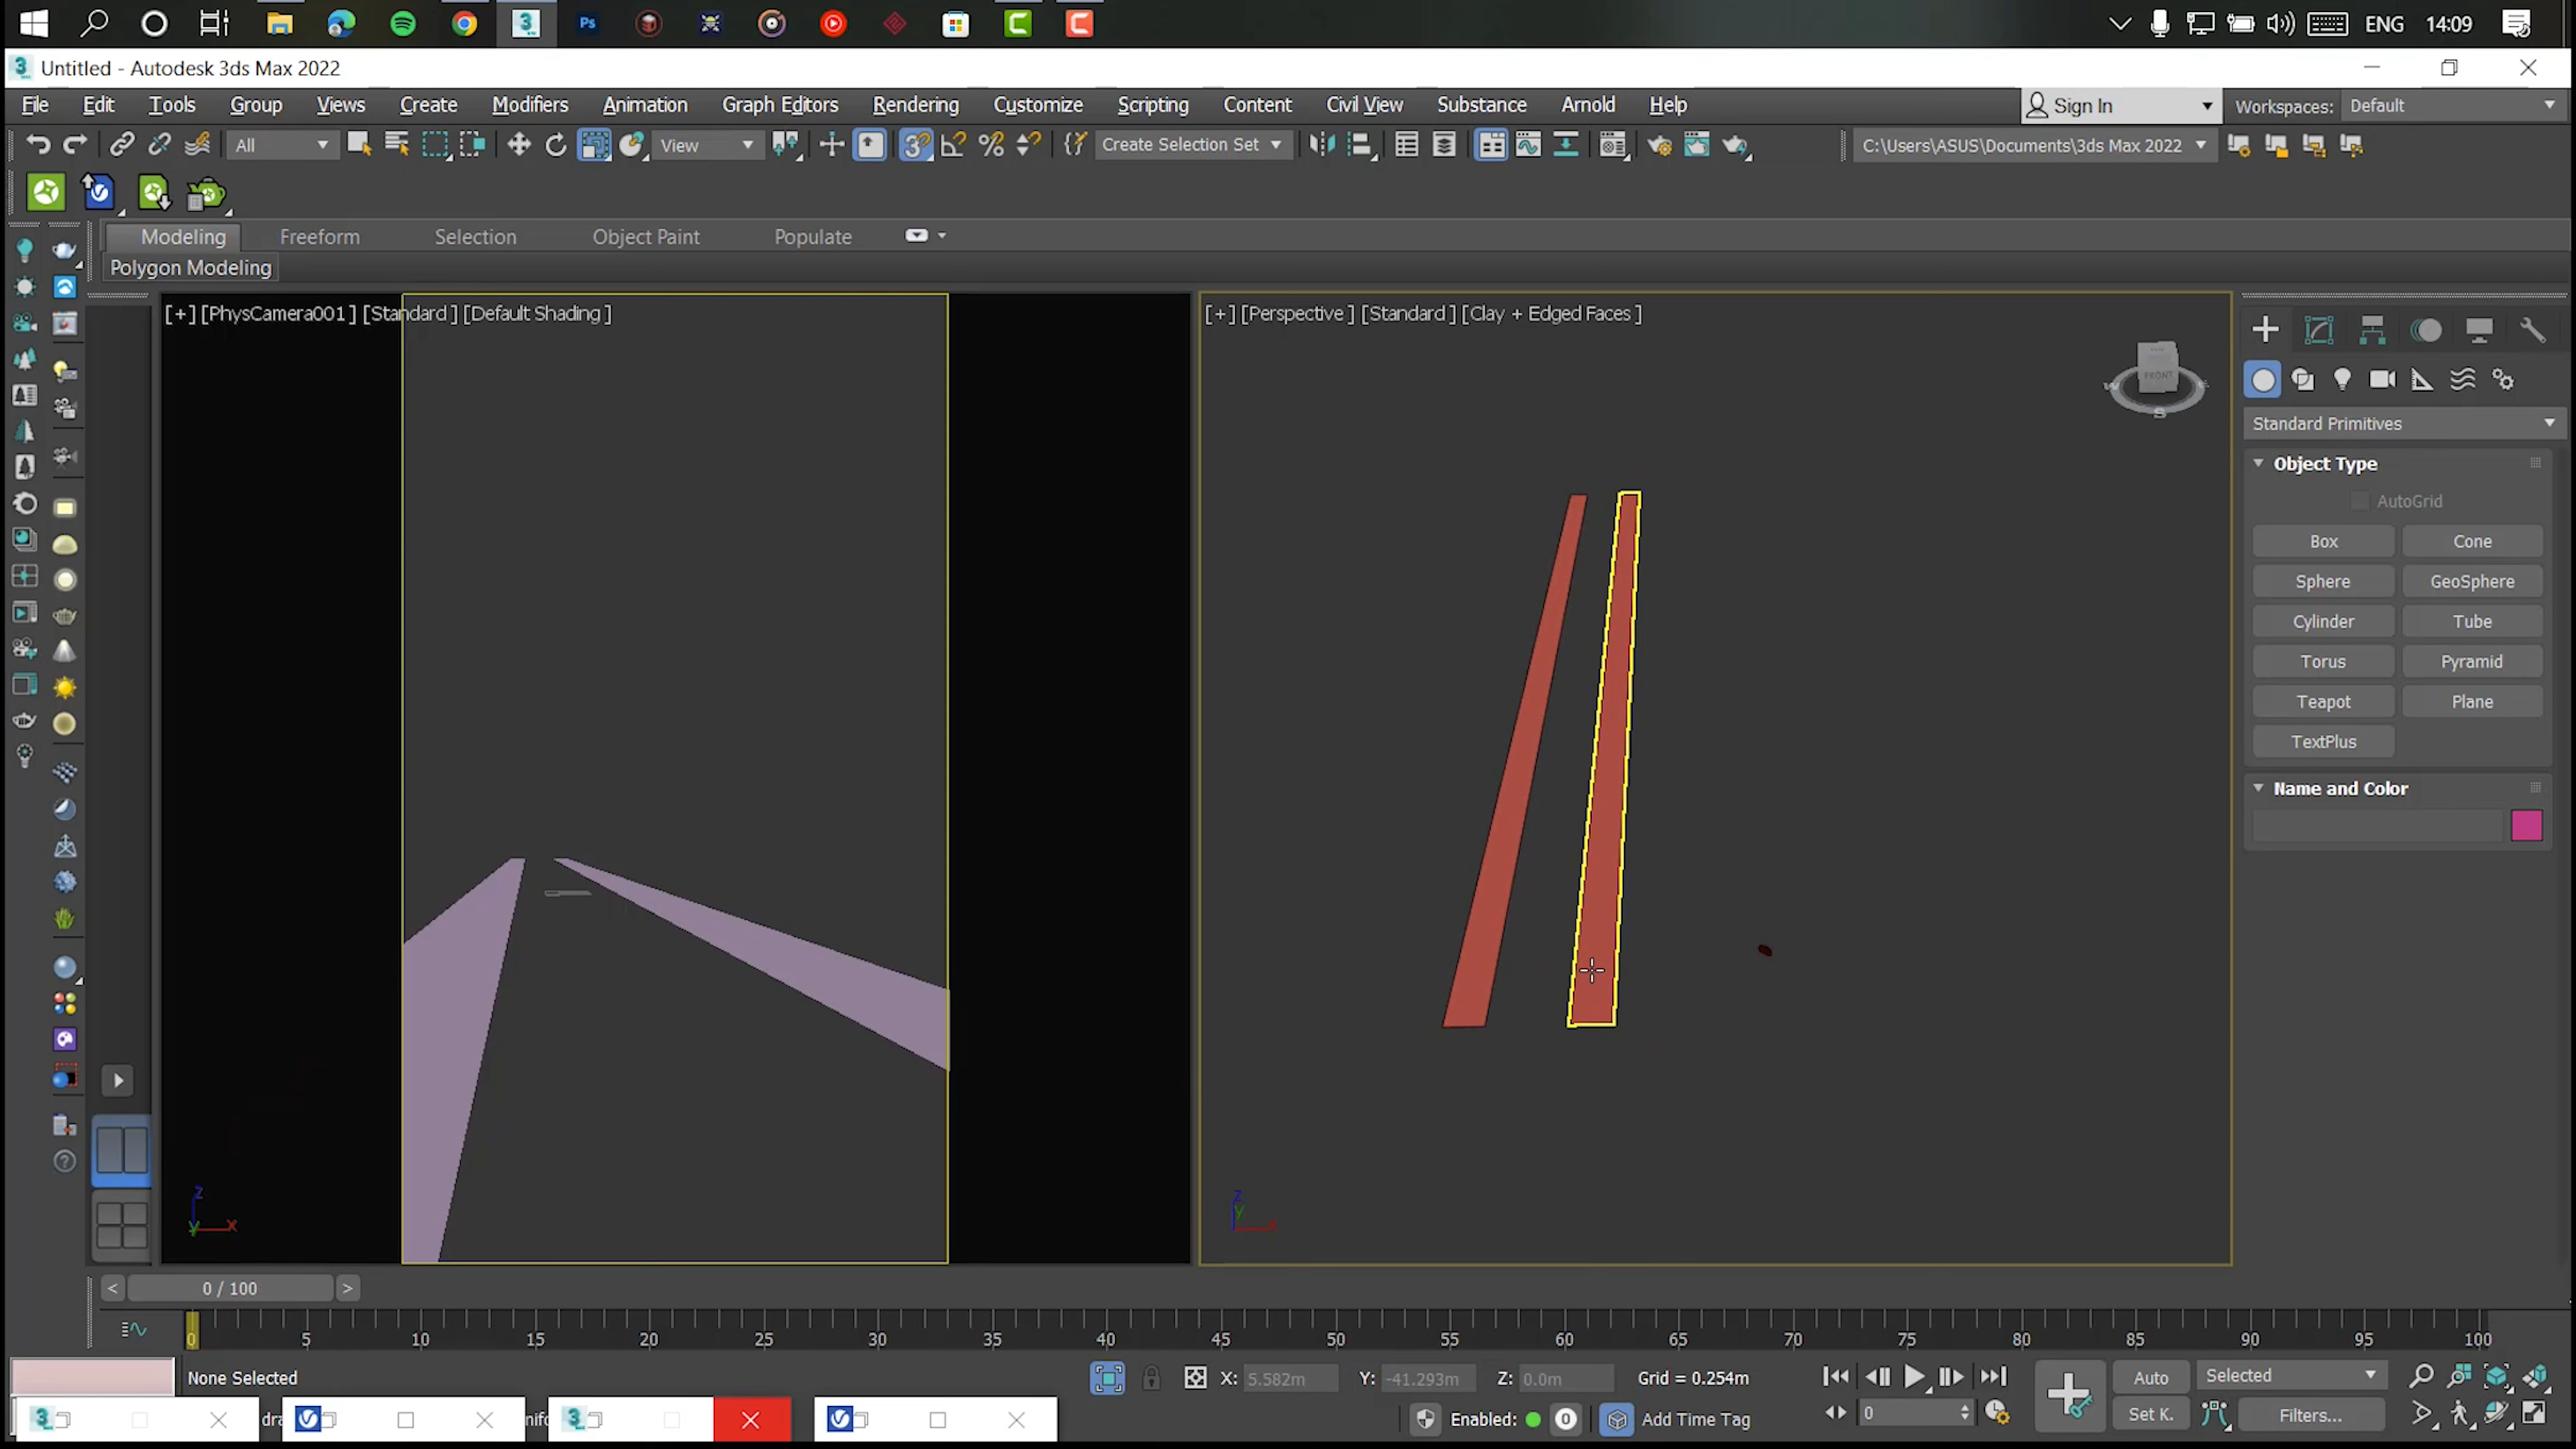 ENG 14:09
Untitled - Autodesk 3ds Max 2022
File Edit Tools Group Views Create Modifiers Animation Graph Editors Rendering Customize Scripting Content Civil View Substance Arnold Help
Sign In Workspaces: Default
All View Create Selection Set C:\Users\ASUS\Documents\3ds Max 2022
Modeling Freeform Selection Object Paint Populate
Polygon Modeling
[+] [PhysCamera001] [Standard] [Default Shading]
[+] [Perspective] [Standard] [Clay + Edged Faces]
FRONT
S
Standard Primitives
Object Type
AutoGrid
Box Cone
Sphere GeoSphere
Cylinder Tube
Torus Pyramid
Teapot Plane
TextPlus
Name and Color
z
y x
z
y
x
< 0 / 100 >
0 5 10 15 20 25 30 35 40 45 50 55 60 65 70 75 80 85 90 95 100
None Selected
X: 5.582m Y: -41.293m Z: 0.0m Grid = 0.254m
Auto Selected
Enabled: 0 Add Time Tag
0
Set K. Filters...